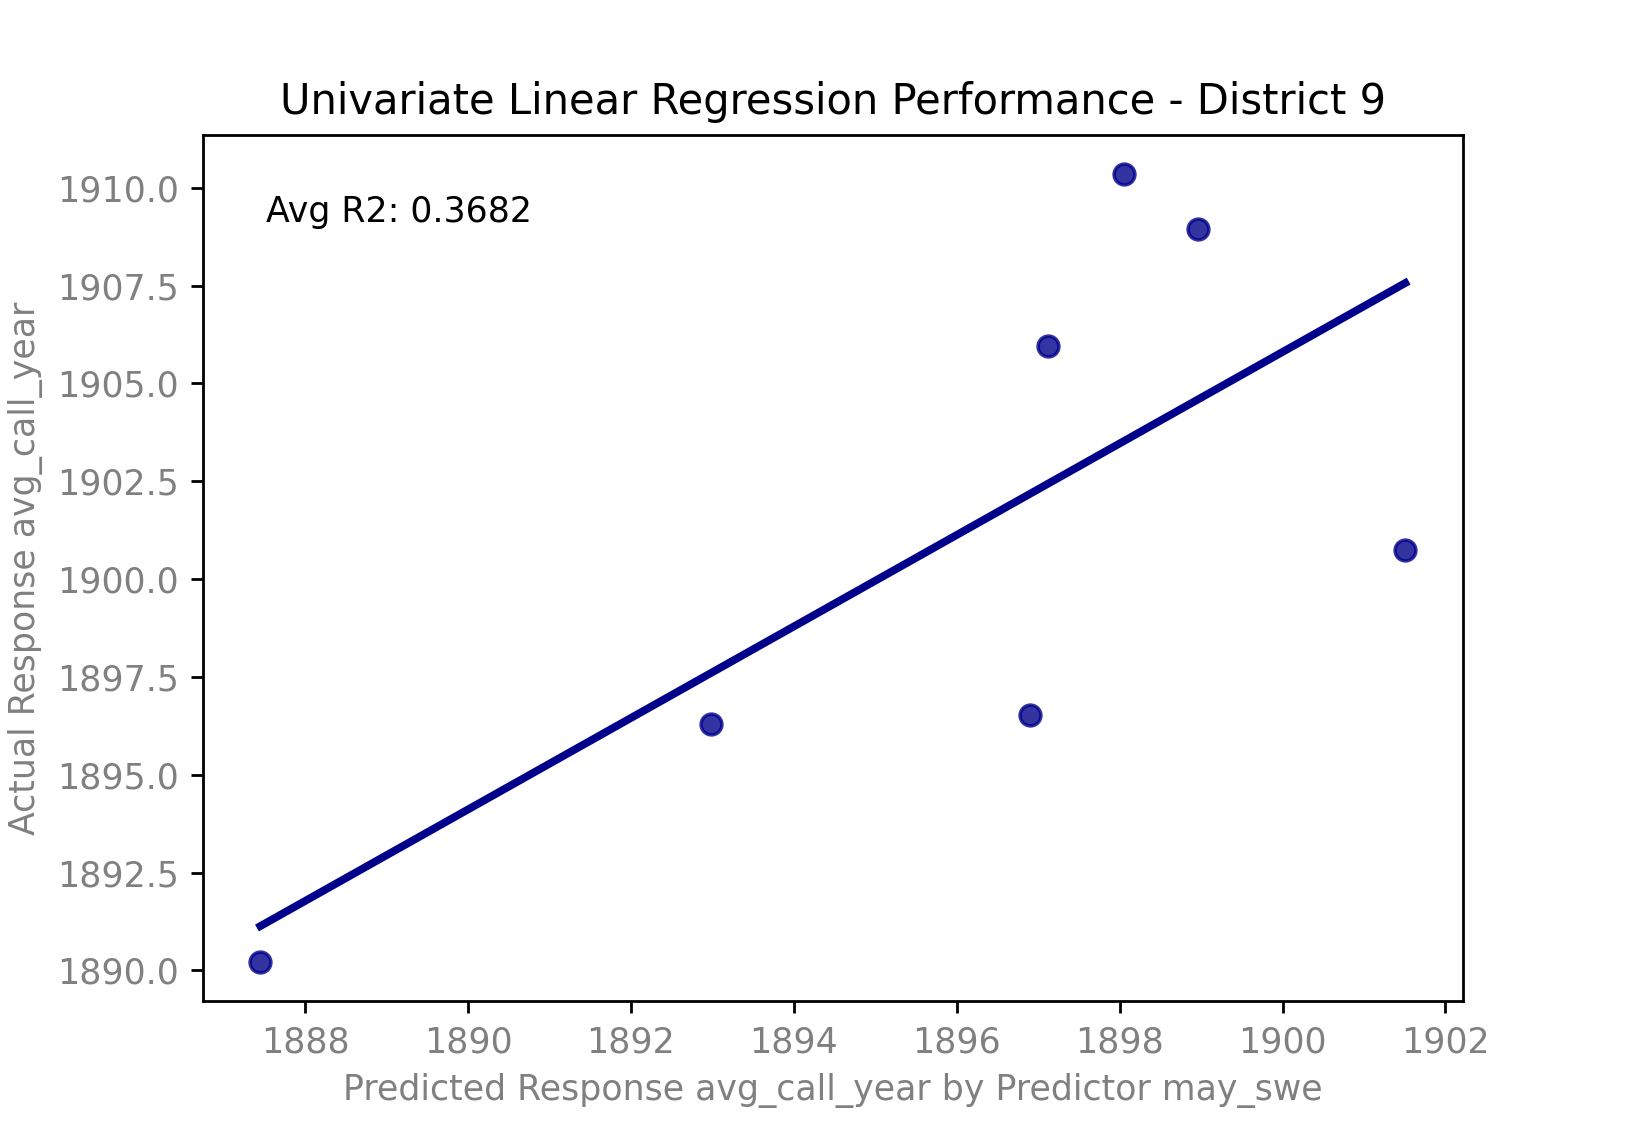 Univariate Linear Regression Performance - District 9
Avg R2: 0.3682
Actual Response avg_call_year
1910.0
1907.5
1905.0
1902.5
1900.0
1897.5
1895.0
1892.5
1890.0
1888 1890 1892 1894 1896 1898 1900 1902
Predicted Response avg_call_year by Predictor may_swe